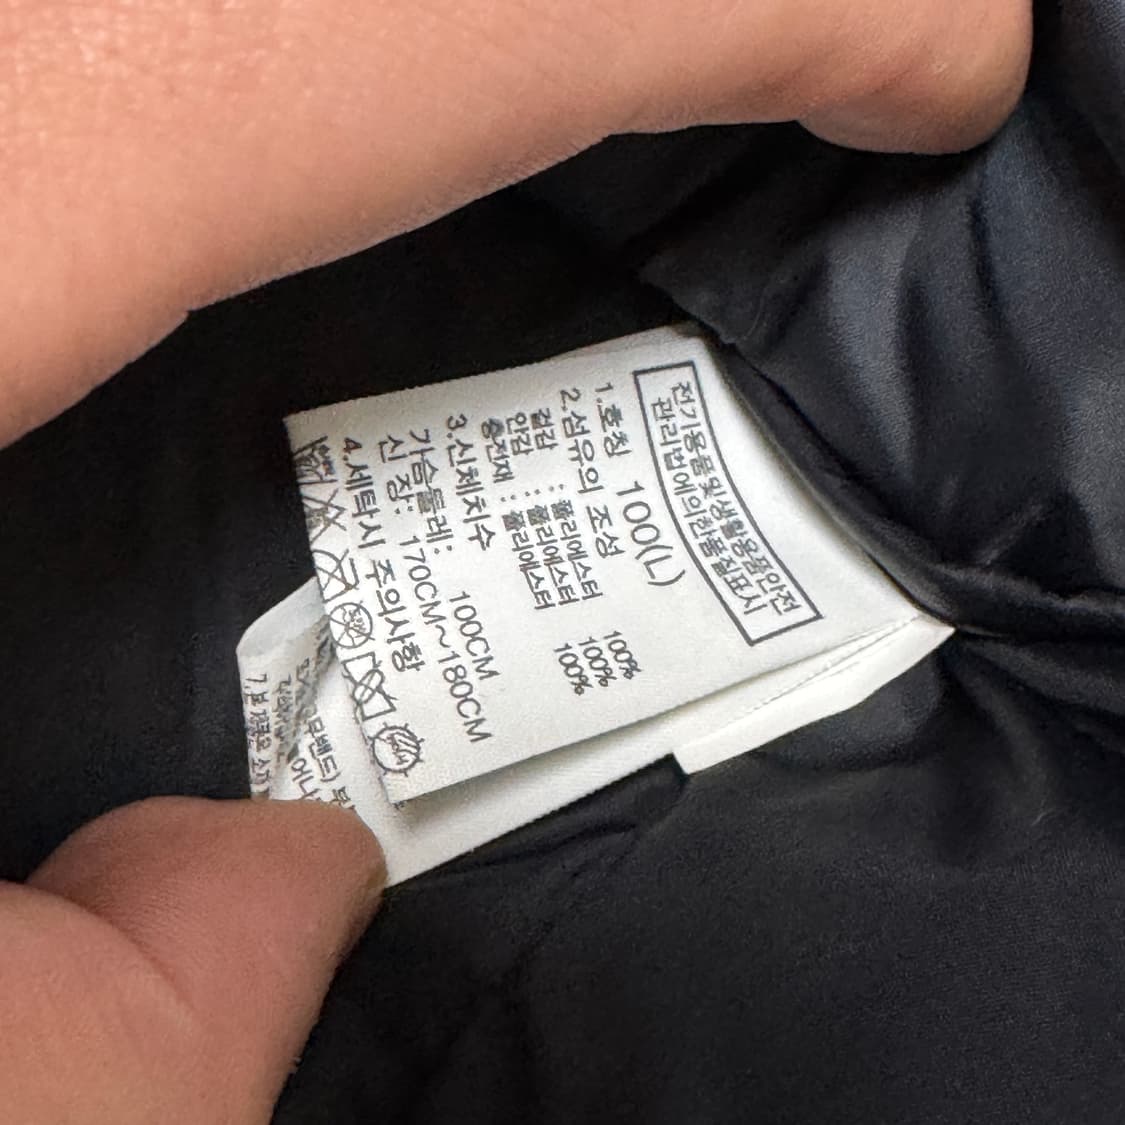 전기용품및생활용품안전
관리법에의한품질표시
1.호칭 100(L)
2.섬유의 조성
겉감 : 폴리에스터 100%
안감 : 폴리에스터 100%
충전재 : 폴리에스터 100%
3.신체치수
가슴둘레: 100CM
신 장: 170CM~180CM
4.세탁시 주의사항